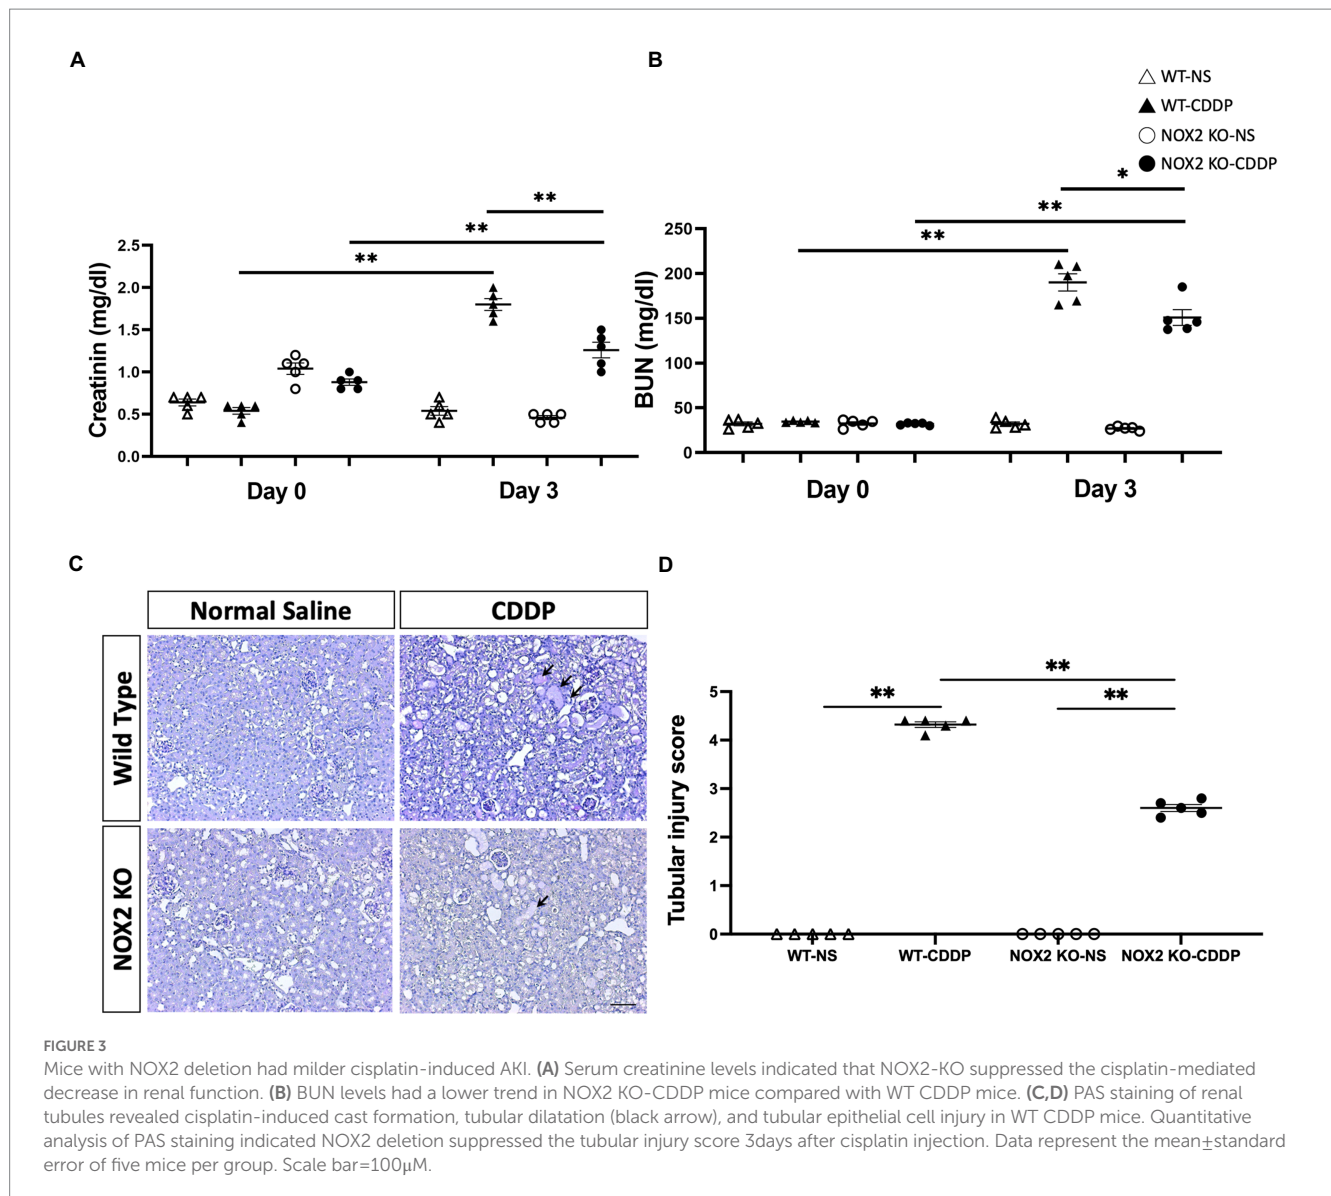 A
B
WT-NS
WT-CDDP
NOX2 KO-NS
NOX2 KO-CDDP
**
**
**
Creatinin (mg/dl)
2.5
2.0
1.5
1.0
0.5
0.0
Day 0
Day 3
*
**
**
BUN (mg/dl)
250
200
150
100
50
0
Day 0
Day 3
C
Normal Saline
CDDP
Wild Type
NOX2 KO
D
**
**
**
Tubular injury score
5
4
3
2
1
0
WT-NS
WT-CDDP
NOX2 KO-NS
NOX2 KO-CDDP
FIGURE 3
Mice with NOX2 deletion had milder cisplatin-induced AKI. (A) Serum creatinine levels indicated that NOX2-KO suppressed the cisplatin-mediated
decrease in renal function. (B) BUN levels had a lower trend in NOX2 KO-CDDP mice compared with WT CDDP mice. (C,D) PAS staining of renal
tubules revealed cisplatin-induced cast formation, tubular dilatation (black arrow), and tubular epithelial cell injury in WT CDDP mice. Quantitative
analysis of PAS staining indicated NOX2 deletion suppressed the tubular injury score 3days after cisplatin injection. Data represent the mean±standard
error of five mice per group. Scale bar=100μM.